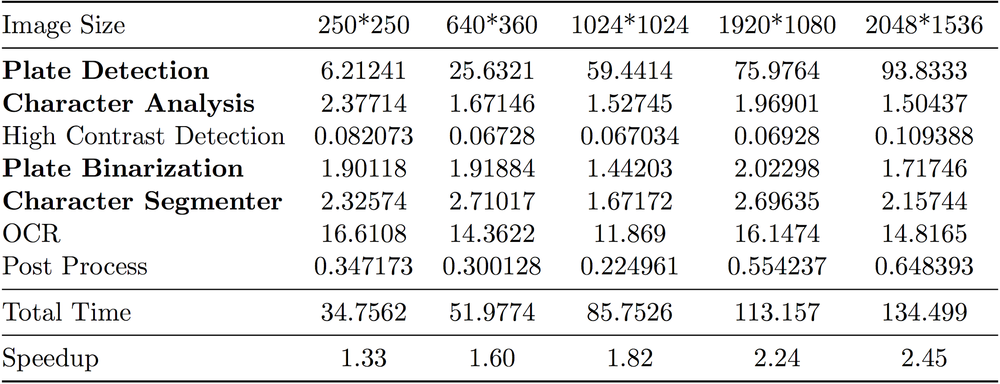 Image Size 250*250 640*360 1024*1024 1920*1080 2048*1536
Plate Detection 6.21241 25.6321 59.4414 75.9764 93.8333
Character Analysis 2.37714 1.67146 1.52745 1.96901 1.50437
High Contrast Detection 0.082073 0.06728 0.067034 0.06928 0.109388
Plate Binarization 1.90118 1.91884 1.44203 2.02298 1.71746
Character Segmenter 2.32574 2.71017 1.67172 2.69635 2.15744
OCR 16.6108 14.3622 11.869 16.1474 14.8165
Post Process 0.347173 0.300128 0.224961 0.554237 0.648393
Total Time 34.7562 51.9774 85.7526 113.157 134.499
Speedup 1.33 1.60 1.82 2.24 2.45